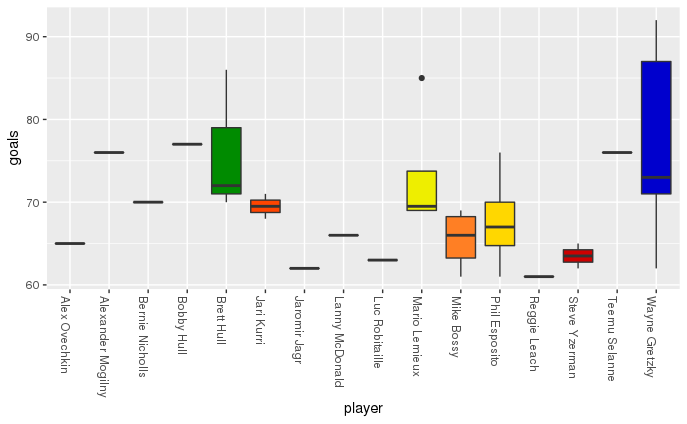 90
80
70
60
goals
Alex Ovechkin
Alexander Mogilny
Bernie Nicholls
Bobby Hull
Brett Hull
Jari Kurri
Jaromir Jagr
Lanny McDonald
Luc Robitaille
Mario Lemieux
Mike Bossy
Phil Esposito
Reggie Leach
Steve Yzerman
Teemu Selanne
Wayne Gretzky
player